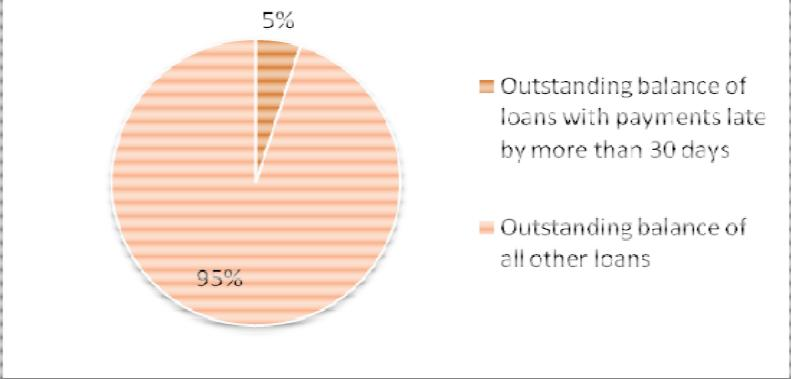 5%
Outstanding balance of
loans with payments late
by more than 30 days
Outstanding balance of
all other loans
95%